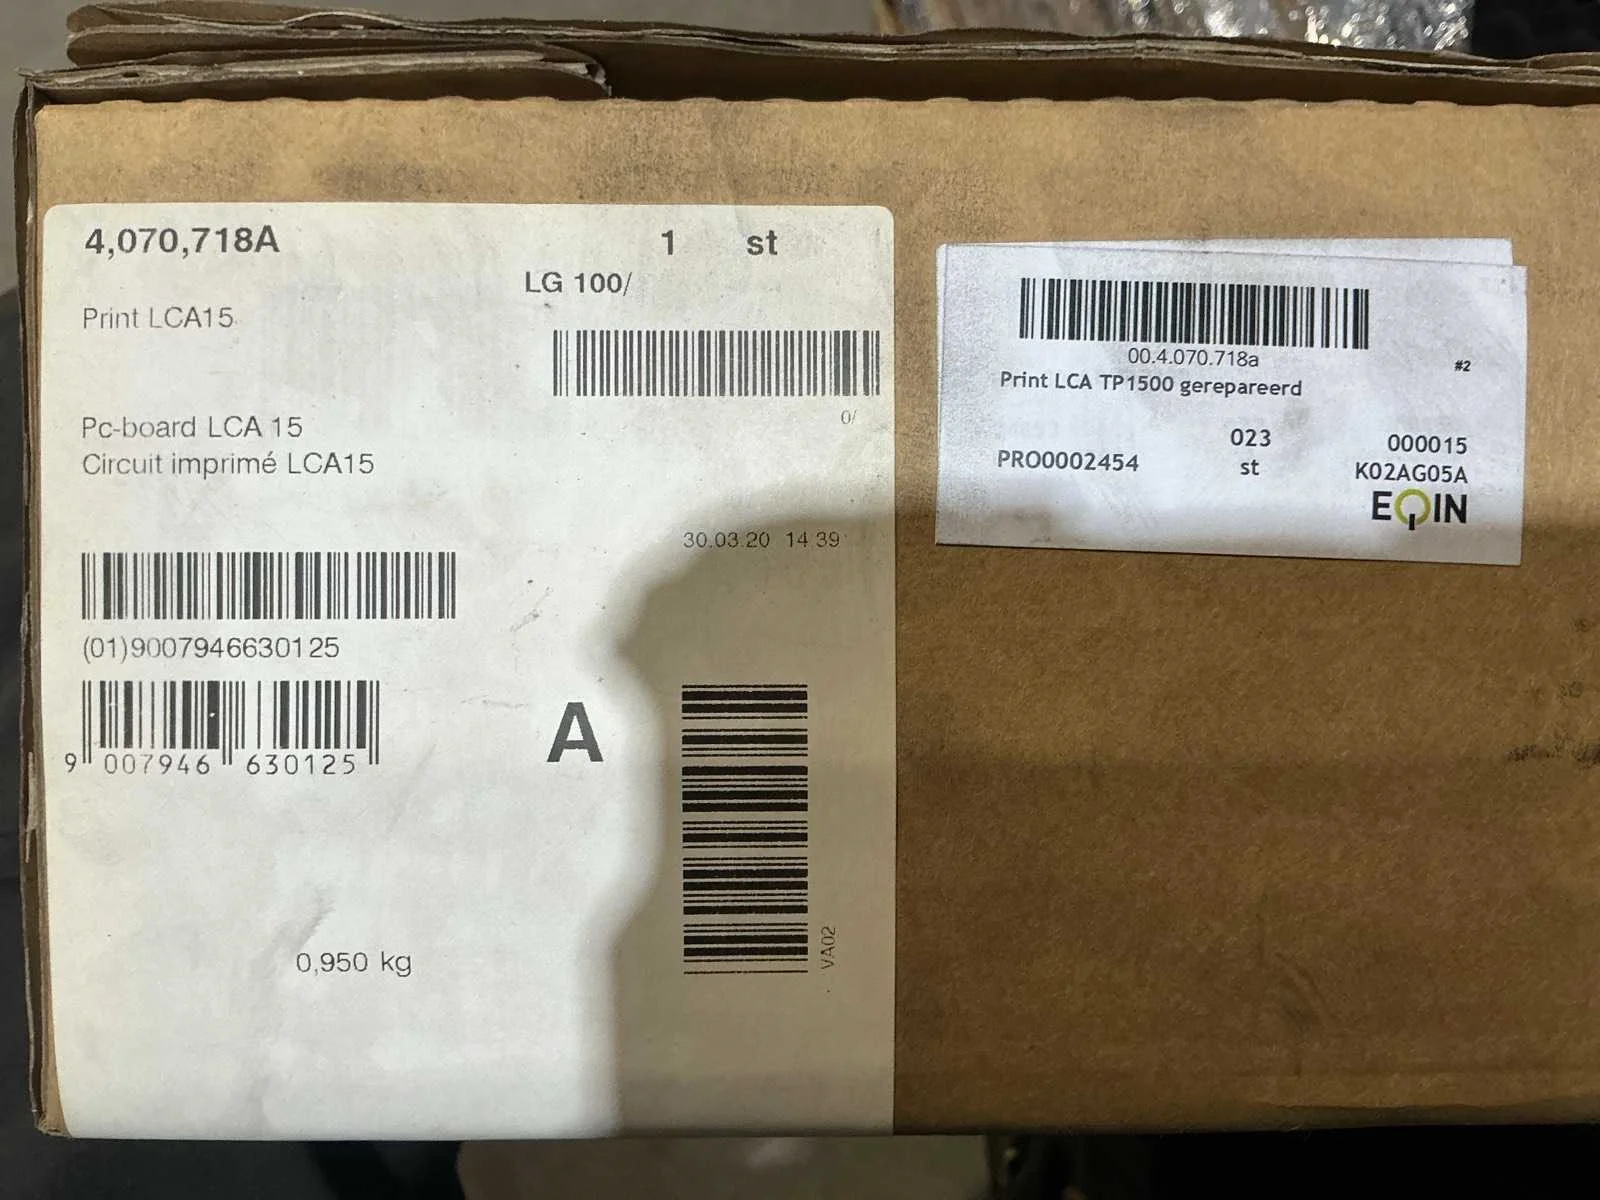 4,070,718A 1 st
LG 100/
Print LCA15
0/
Pc-board LCA 15
Circuit imprimé LCA15
30.03.20 14 39
(01)9007946630125
9 007946 630125
A
VA02
0,950 kg
00.4.070.718a
#2
Print LCA TP1500 gerepareerd
023 000015
PRO0002454 st K02AG05A
EQIN